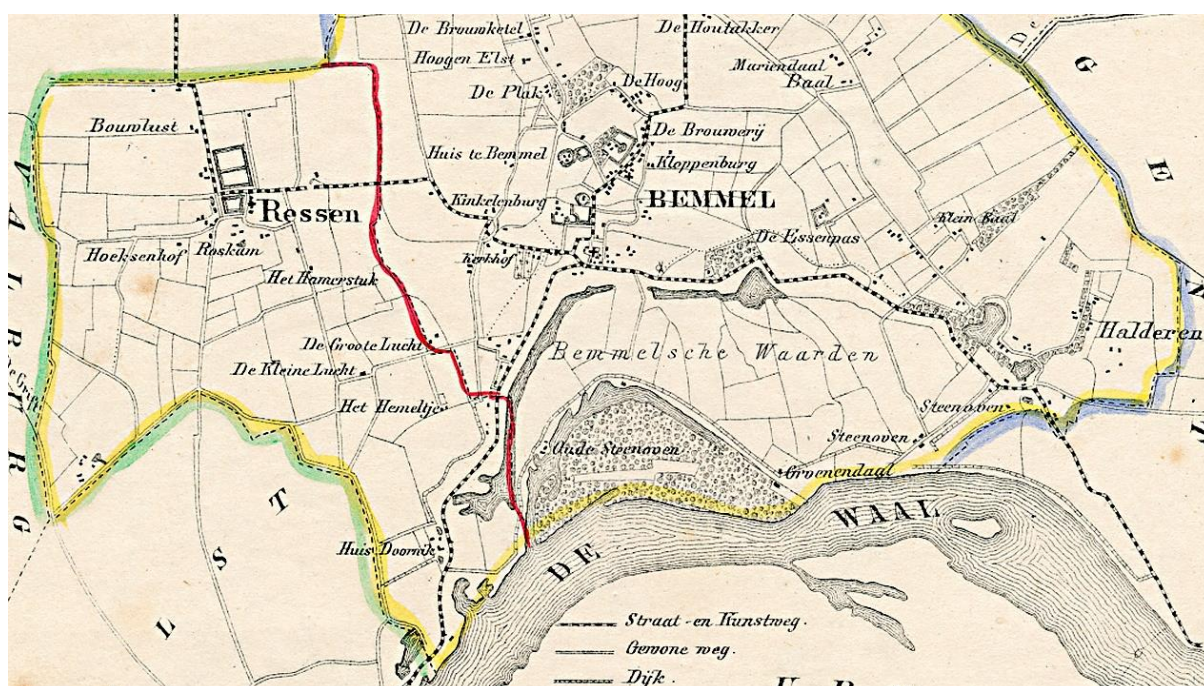 De Brouwketel
De Houtakker
De
G
Hoogen Elst
Mariendaal
De Hoog
Baal
De Plak
Bouwlust
De Brouwerij
E
Huis te Bemmel
Kloppenburg
V
Kinkelenburg
BEMMEL
Ressen
Klein Baal
A
De Essenpas
Hoeksenhof
Roskam
Kerkhof
N
L
Het Hamerstuk
Halderen
De Groote Lucht
Bemmelsche Waarden
B
De Kleine Lucht
Het Hemeltje
Steenoven
U
Steenoven
Oude Steenoven
R
Groenendaal
T
G
WAAL
Huis Doornik
DE
S
L
Straat- en Kunstweg.
Gewone weg.
Dijk.